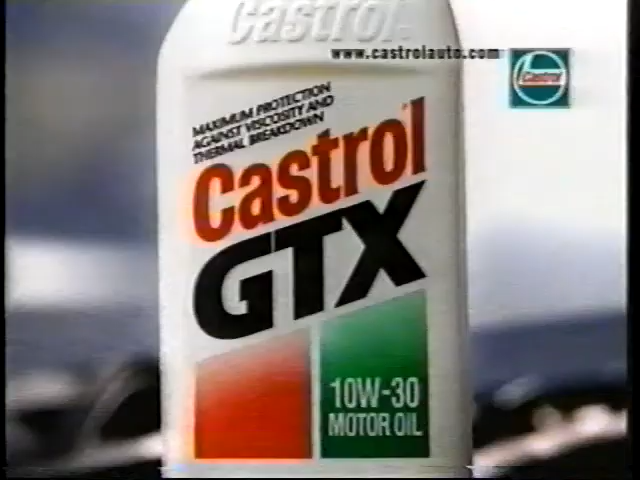 Castrol
www.castrolauto.com
Castrol
MAXIMUM PROTECTION
AGAINST VISCOSITY AND
THERMAL BREAKDOWN
Castrol
GTX
10W-30
MOTOR OIL